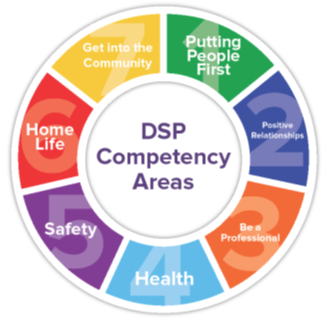 DSP
Competency
Areas
1
Putting
People
First
2
Positive
Relationships
3
Be a
Professional
4
Health
5
Safety
6
Home
Life
7
Get into the
Community